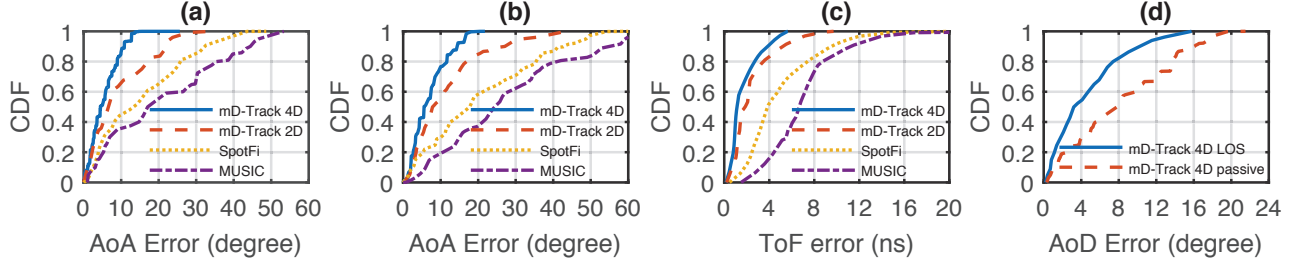 (a)
CDF
1
0.8
0.6
0.4
0.2
0
mD-Track 4D
mD-Track 2D
SpotFi
MUSIC
0 10 20 30 40 50 60
AoA Error (degree)
(b)
CDF
1
0.8
0.6
0.4
0.2
0
mD-Track 4D
mD-Track 2D
SpotFi
MUSIC
0 10 20 30 40 50 60
AoA Error (degree)
(c)
CDF
1
0.8
0.6
0.4
0.2
0
mD-Track 4D
mD-Track 2D
SpotFi
MUSIC
0 4 8 12 16 20
ToF error (ns)
(d)
CDF
1
0.8
0.6
0.4
0.2
0
mD-Track 4D LOS
mD-Track 4D passive
0 4 8 12 16 20 24
AoD Error (degree)